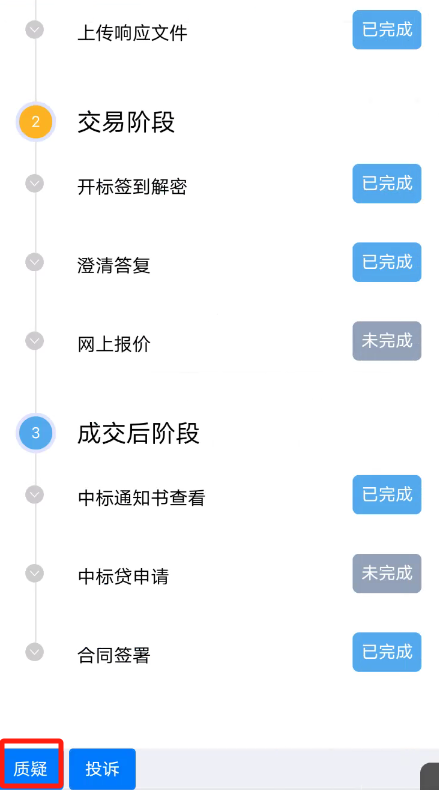 上传响应文件 已完成
2 交易阶段
开标签到解密 已完成
澄清答复 已完成
网上报价 未完成
3 成交后阶段
中标通知书查看 已完成
中标贷申请 未完成
合同签署 已完成
质疑 投诉